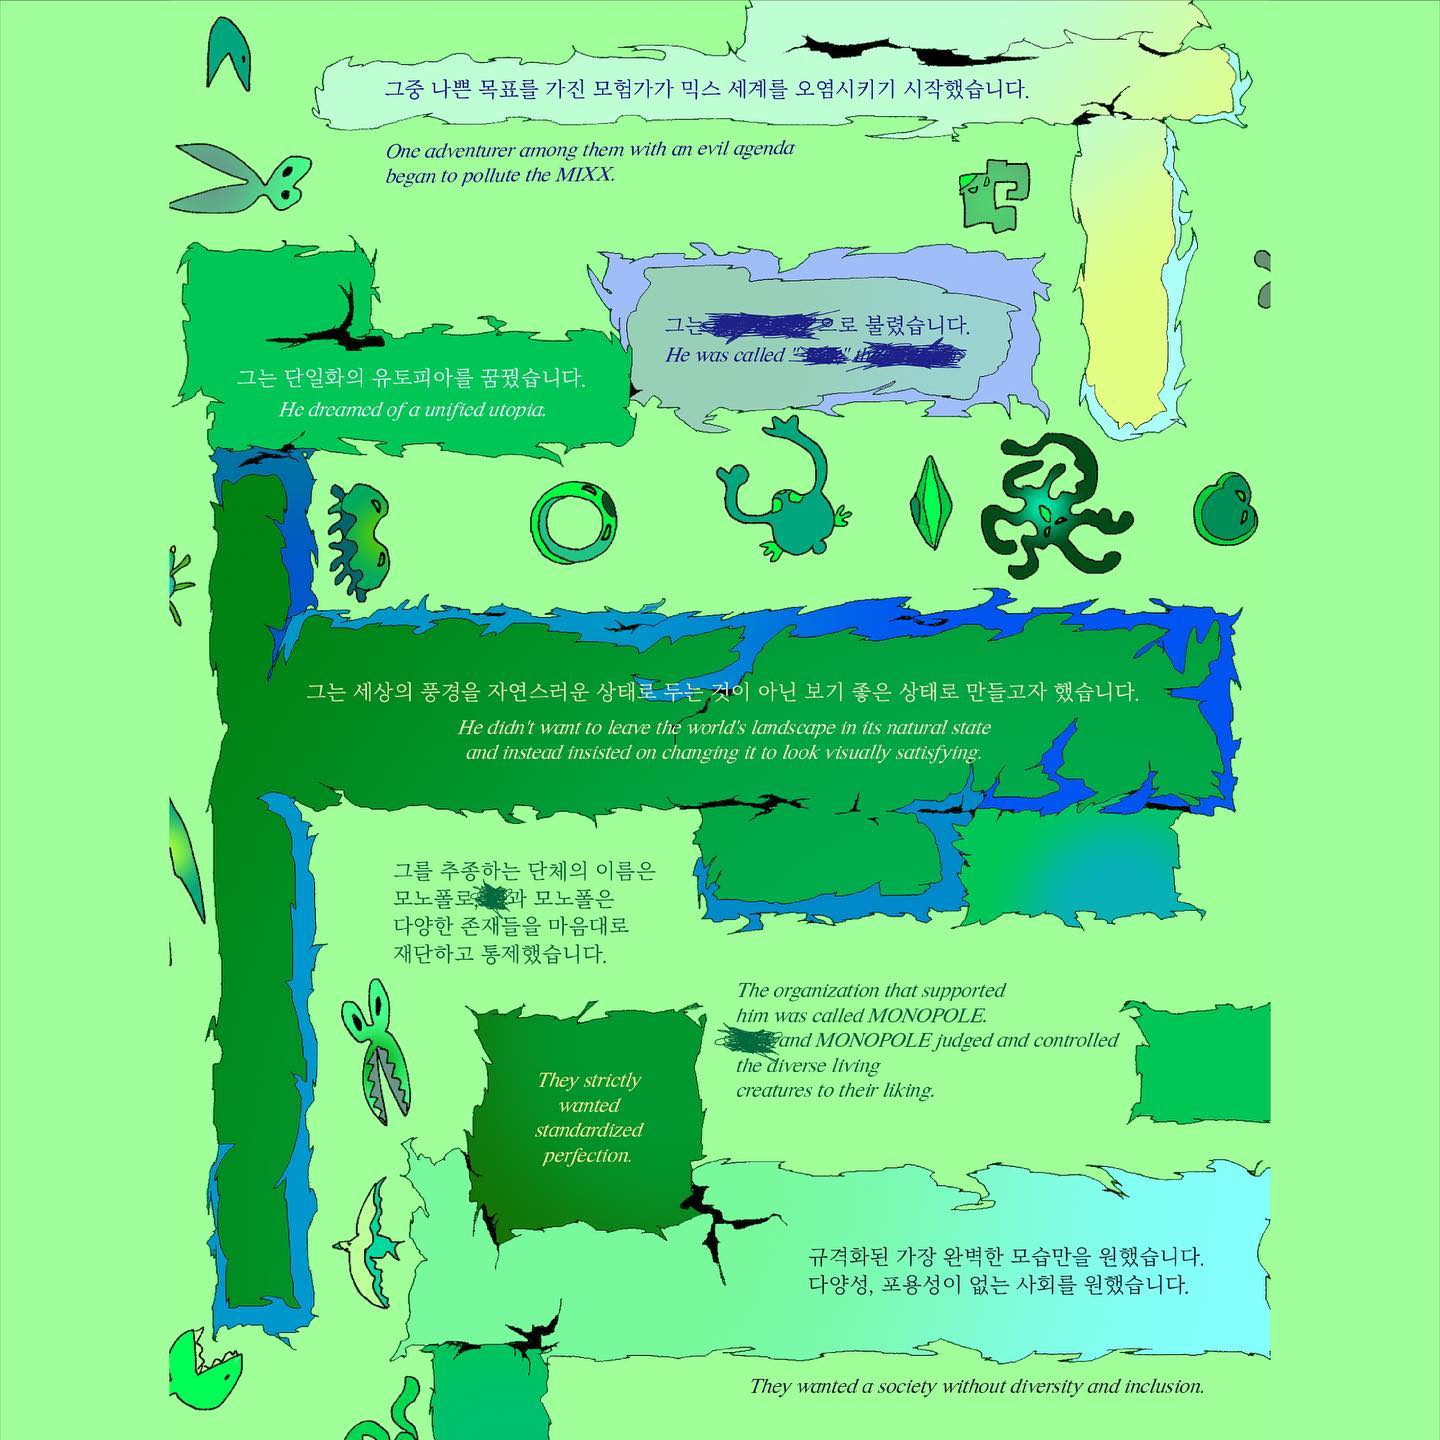 그중 나쁜 목표를 가진 모험가가 믹스 세계를 오염시키기 시작했습니다.
One adventurer among them with an evil agenda
began to pollute the MIXX.
그는 으로 불렸습니다.
He was called " "
그는 단일화의 유토피아를 꿈꿨습니다.
He dreamed of a unified utopia.
그는 세상의 풍경을 자연스러운 상태로 두는 것이 아닌 보기 좋은 상태로 만들고자 했습니다.
He didn't want to leave the world's landscape in its natural state
and instead insisted on changing it to look visually satisfying.
그를 추종하는 단체의 이름은
모노폴로 과 모노폴은
다양한 존재들을 마음대로
재단하고 통제했습니다.
The organization that supported
him was called MONOPOLE.
and MONOPOLE judged and controlled
the diverse living
creatures to their liking.
They strictly
wanted
standardized
perfection.
규격화된 가장 완벽한 모습만을 원했습니다.
다양성, 포용성이 없는 사회를 원했습니다.
They wanted a society without diversity and inclusion.